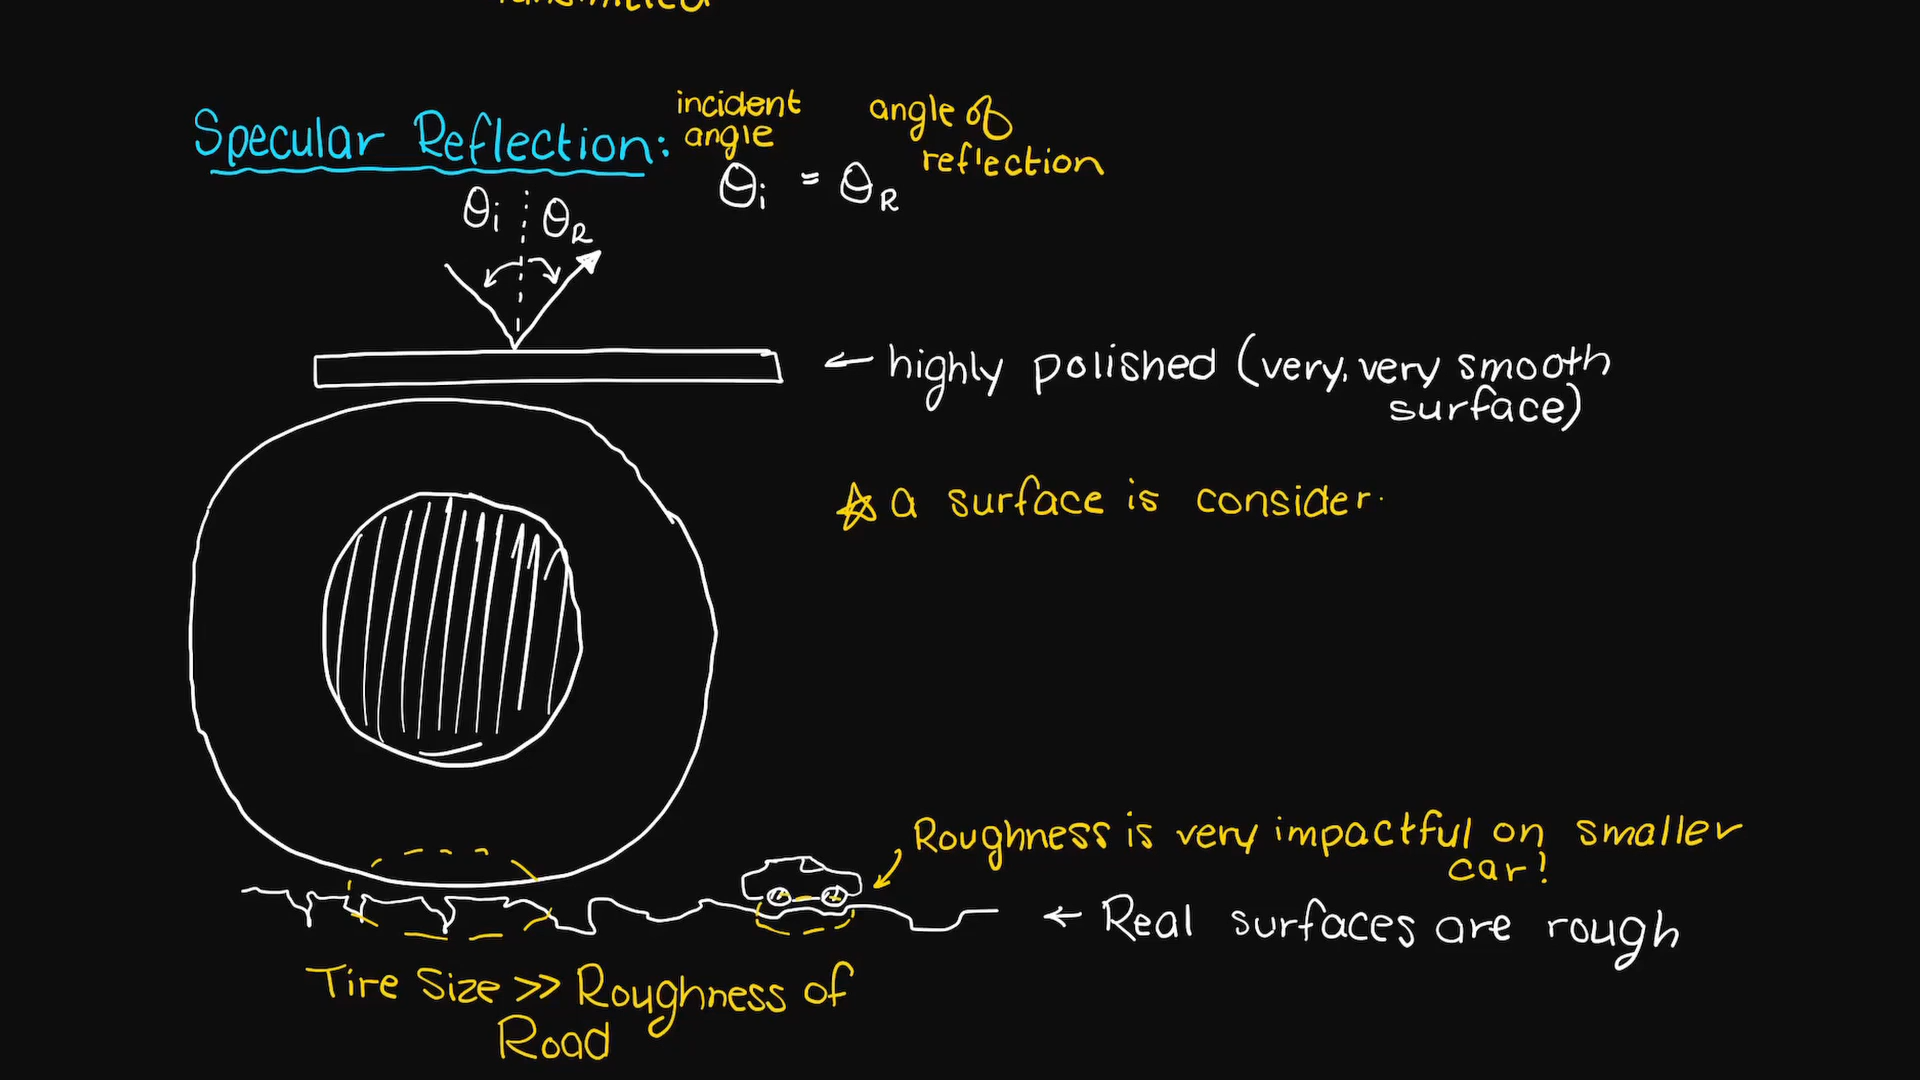 Specular Reflection:
incident
angle
angle of
reflection
θi = θR
θi θR
← highly polished (very, very smooth
surface)
☆ a surface is consider
Roughness is very impactful on smaller
car!
← Real surfaces are rough
Tire Size >> Roughness of
Road